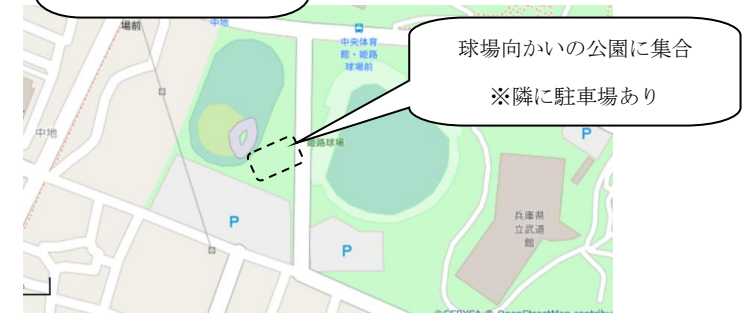 場前
中地
中央体育
館・姫路
球場前
球場向かいの公園に集合
※隣に駐車場あり
中地
姫路球場
P
兵庫県
立武道
館
P
P
© OpenStreetMap contribu